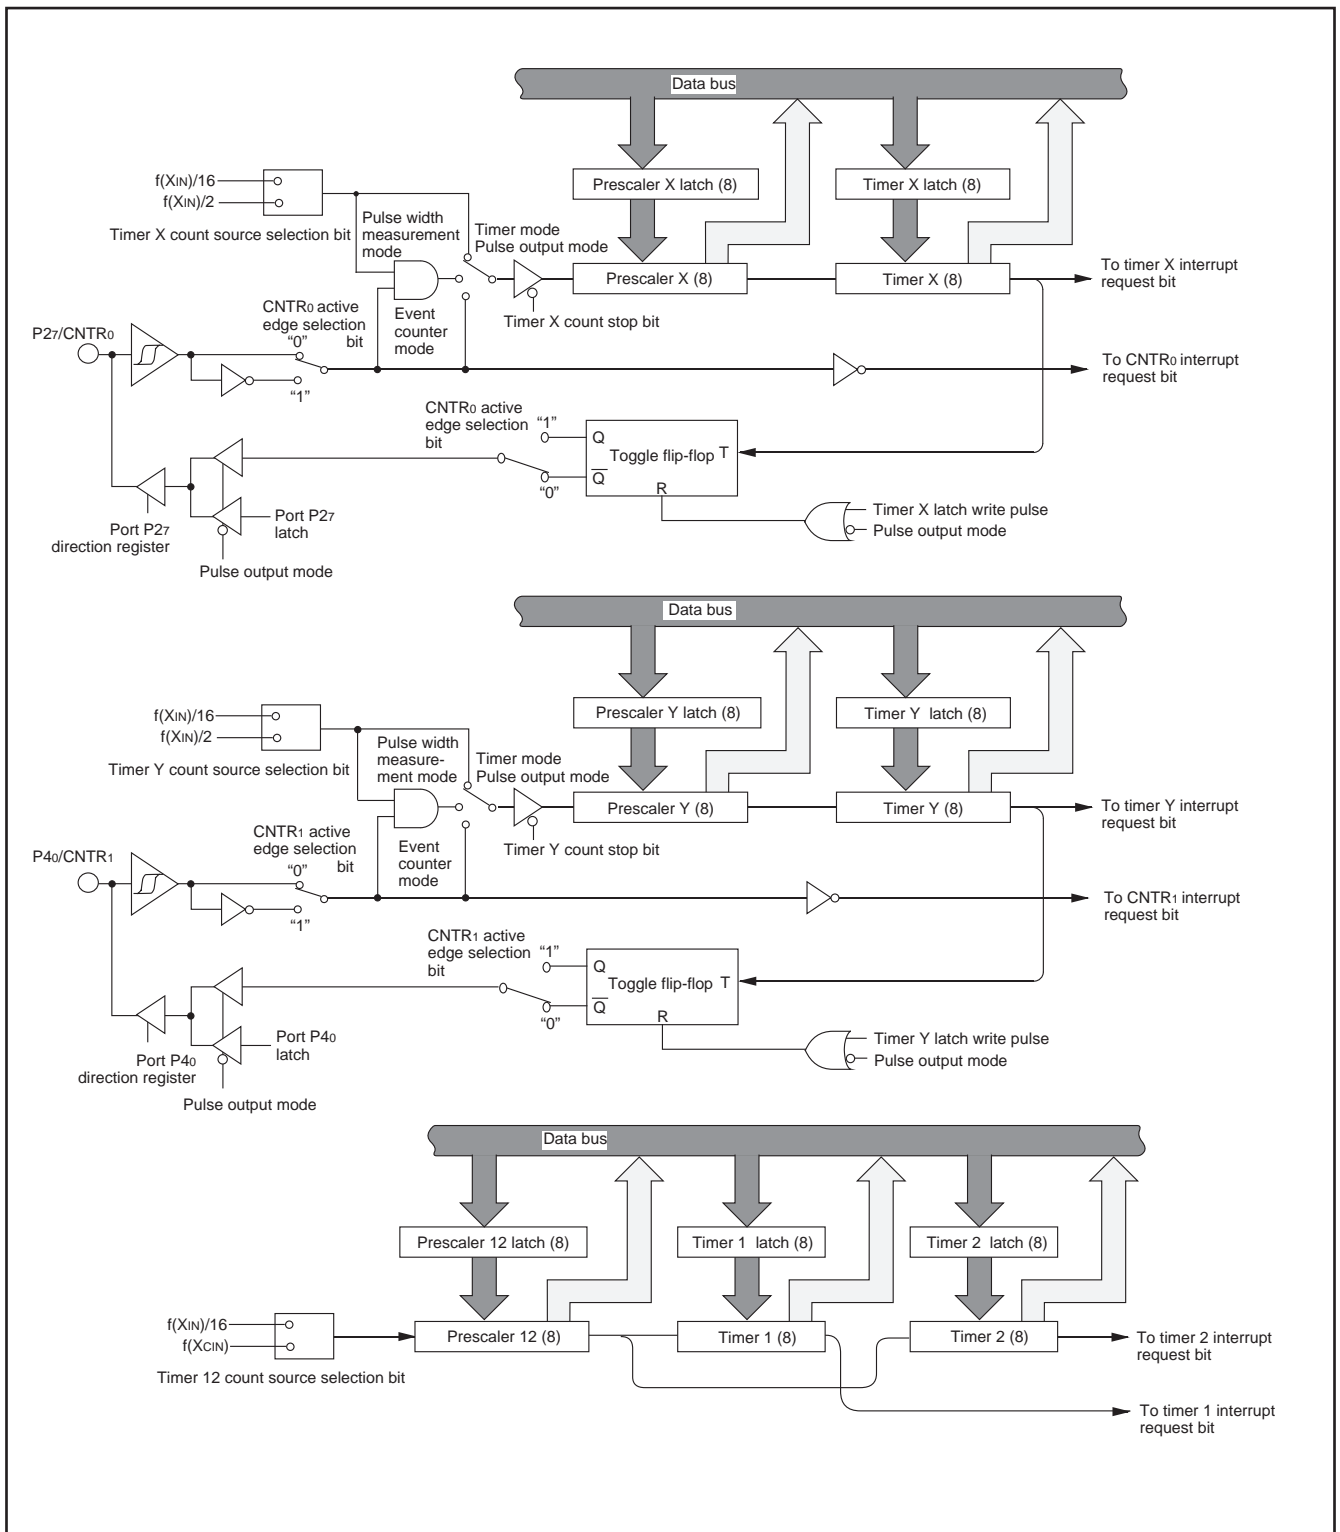 Data bus
Prescaler X latch (8)
Timer X latch (8)
f(XIN)/16
f(XIN)/2
Timer X count source selection bit
Pulse width
measurement
mode
Timer mode
Pulse output mode
Prescaler X (8)
Timer X (8)
To timer X interrupt
request bit
Timer X count stop bit
CNTR0 active
edge selection
bit
Event
counter
mode
P27/CNTR0
“0”
“1”
To CNTR0 interrupt
request bit
CNTR0 active
edge selection
bit
“1”
“0”
Q
Toggle flip-flop
T
Q
R
Timer X latch write pulse
Pulse output mode
Port P27
latch
Port P27
direction register
Pulse output mode
Data bus
Prescaler Y latch (8)
Timer Y latch (8)
f(XIN)/16
f(XIN)/2
Timer Y count source selection bit
Pulse width
measure-
ment mode
Timer mode
Pulse output mode
Prescaler Y (8)
Timer Y (8)
To timer Y interrupt
request bit
Timer Y count stop bit
CNTR1 active
edge selection
bit
Event
counter
mode
P40/CNTR1
“0”
“1”
To CNTR1 interrupt
request bit
CNTR1 active
edge selection
bit
“1”
“0”
Q
Toggle flip-flop
T
Q
R
Timer Y latch write pulse
Pulse output mode
Port P40
latch
Port P40
direction register
Pulse output mode
Data bus
Prescaler 12 latch (8)
Timer 1 latch (8)
Timer 2 latch (8)
f(XIN)/16
f(XCIN)
Timer 12 count source selection bit
Prescaler 12 (8)
Timer 1 (8)
Timer 2 (8)
To timer 2 interrupt
request bit
To timer 1 interrupt
request bit